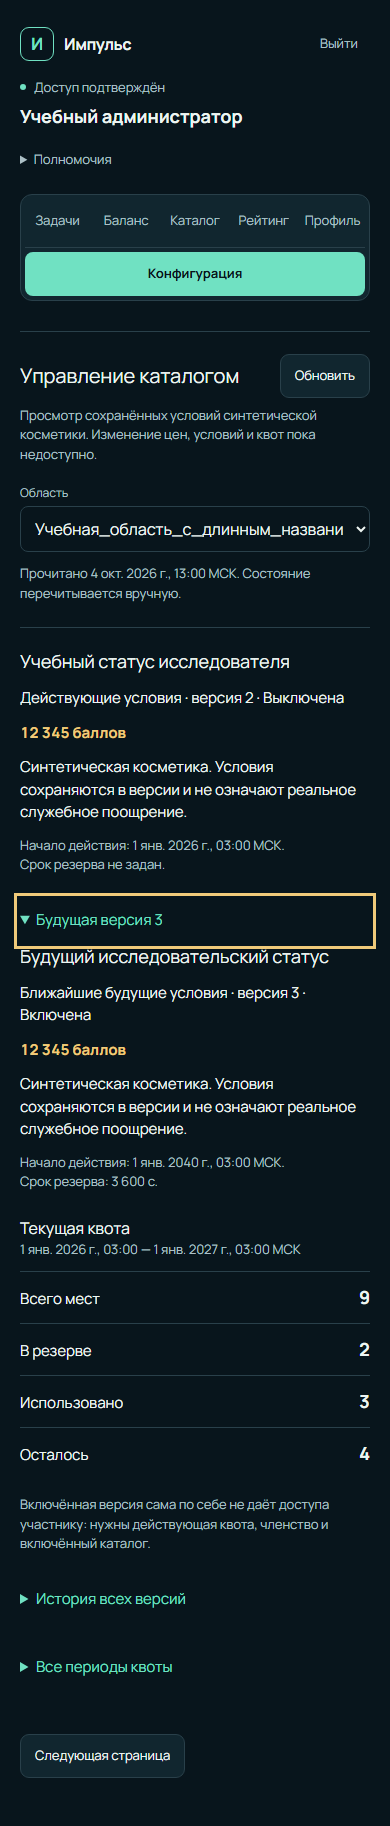 И Импульс Выйти
Доступ подтверждён
Учебный администратор
Полномочия
Задачи Баланс Каталог Рейтинг Профиль
Конфигурация
Управление каталогом Обновить
Просмотр сохранённых условий синтетической
косметики. Изменение цен, условий и квот пока
недоступно.
Область
Учебная_область_с_длинным_названи
Прочитано 4 окт. 2026 г., 13:00 МСК. Состояние
перечитывается вручную.
Учебный статус исследователя
Действующие условия · версия 2 · Выключена
12 345 баллов
Синтетическая косметика. Условия
сохраняются в версии и не означают реальное
служебное поощрение.
Начало действия: 1 янв. 2026 г., 03:00 МСК.
Срок резерва не задан.
Будущая версия 3
Будущий исследовательский статус
Ближайшие будущие условия · версия 3 ·
Включена
12 345 баллов
Синтетическая косметика. Условия
сохраняются в версии и не означают реальное
служебное поощрение.
Начало действия: 1 янв. 2040 г., 03:00 МСК.
Срок резерва: 3 600 с.
Текущая квота
1 янв. 2026 г., 03:00 — 1 янв. 2027 г., 03:00 МСК
Всего мест 9
В резерве 2
Использовано 3
Осталось 4
Включённая версия сама по себе не даёт доступа
участнику: нужны действующая квота, членство и
включённый каталог.
История всех версий
Все периоды квоты
Следующая страница